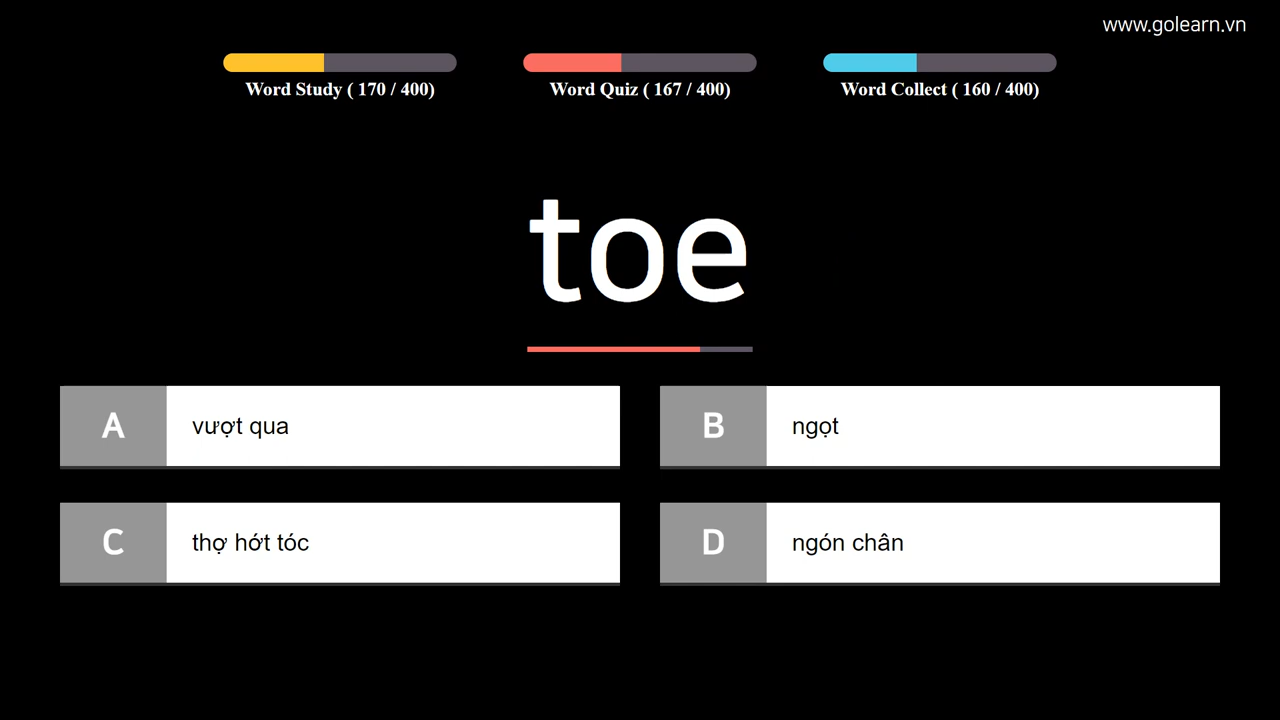 www.golearn.vn
Word Study ( 170 / 400)
Word Quiz ( 167 / 400)
Word Collect ( 160 / 400)
toe
A vượt qua
B ngọt
C thợ hớt tóc
D ngón chân